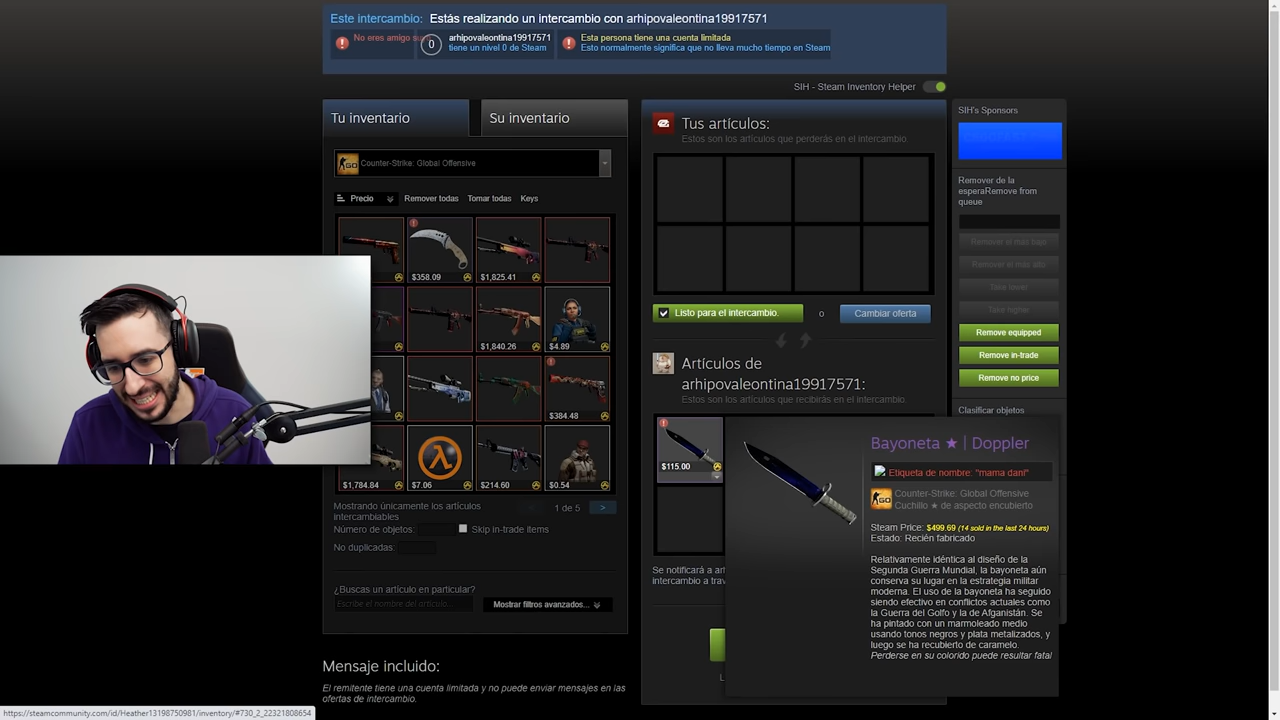 Este intercambio: Estás realizando un intercambio con arhipovaleontina19917571
No eres amigo
0
arhipovaleontina19917571
tiene un nivel 0 de Steam
Esta persona tiene una cuenta limitada
Esto normalmente significa que no lleva mucho tiempo en Steam
SIH - Steam Inventory Helper
Tu inventario
Su inventario
Counter-Strike: Global Offensive
Precio
Remover todas
Tomar todas
Keys
$358.09
$1,825.41
$1,840.26
$4.89
$384.48
$1,784.84
$7.06
$214.60
$0.54
Mostrando únicamente los artículos
intercambiables
1 de 5
>
Número de objetos:
Skip in-trade items
No duplicadas:
¿Buscas un artículo en particular?
Escribe el nombre del artículo...
Mostrar filtros avanzados...
Mensaje incluido:
El remitente tiene una cuenta limitada y no puede enviar mensajes en las
ofertas de intercambio.
Tus artículos:
Estos son los artículos que perderás en el intercambio.
Listo para el intercambio.
o
Cambiar oferta
Artículos de
arhipovaleontina19917571:
Estos son los artículos que recibirás en el intercambio.
$115.00
Se notificará a
intercambio a
Bayoneta ★ | Doppler
Etiqueta de nombre: "mama dani"
Counter-Strike: Global Offensive
Cuchillo ★ de aspecto encubierto
Steam Price: $499.69 (14 sold in the last 24 hours)
Estado: Recién fabricado
Relativamente idéntica al diseño de la
Segunda Guerra Mundial, la bayoneta aún
conserva su lugar en la estrategia militar
moderna. El uso de la bayoneta ha seguido
siendo efectivo en conflictos actuales como
la Guerra del Golfo y la de Afganistán. Se
ha pintado con un marmoleado medio
usando tonos negros y plata metalizados, y
luego se ha recubierto de caramelo.
Perderse en su colorido puede resultar fatal
SIH's Sponsors
Remover de la
esperaRemove from
queue
Remover el más bajo
Remover el más alto
Take lower
Take higher
Remove equipped
Remove in-trade
Remove no price
Clasificar objetos
https://steamcommunity.com/id/Heather13198750981/inventory/#730_2_22321808654